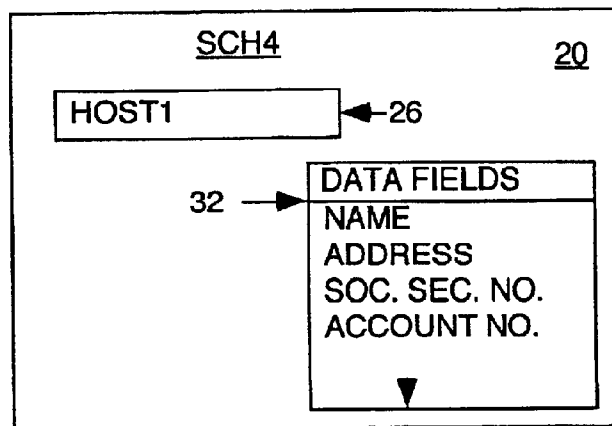 SCH4
20
HOST1
26
DATA FIELDS
32
NAME
ADDRESS
SOC. SEC. NO.
ACCOUNT NO.